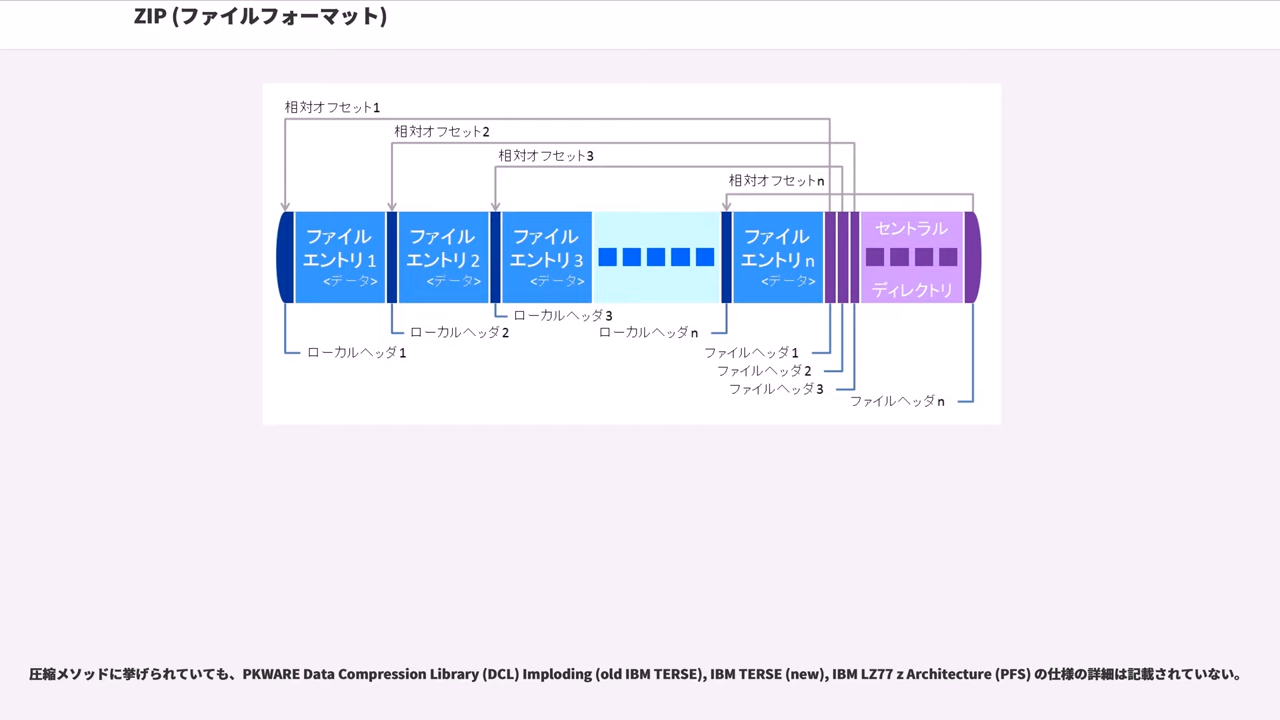 ZIP (ファイルフォーマット)
相対オフセット1
相対オフセット2
相対オフセット3
相対オフセットn
ファイル
エントリ1
<データ>
ファイル
エントリ2
<データ>
ファイル
エントリ3
<データ>
ファイル
エントリn
<データ>
セントラル
ディレクトリ
ローカルヘッダ3
ローカルヘッダ2
ローカルヘッダn
ローカルヘッダ1
ファイルヘッダ1
ファイルヘッダ2
ファイルヘッダ3
ファイルヘッダn
圧縮メソッドに挙げられていても、PKWARE Data Compression Library (DCL) Imploding (old IBM TERSE), IBM TERSE (new), IBM LZ77 z Architecture (PFS) の仕様の詳細は記載されていない。